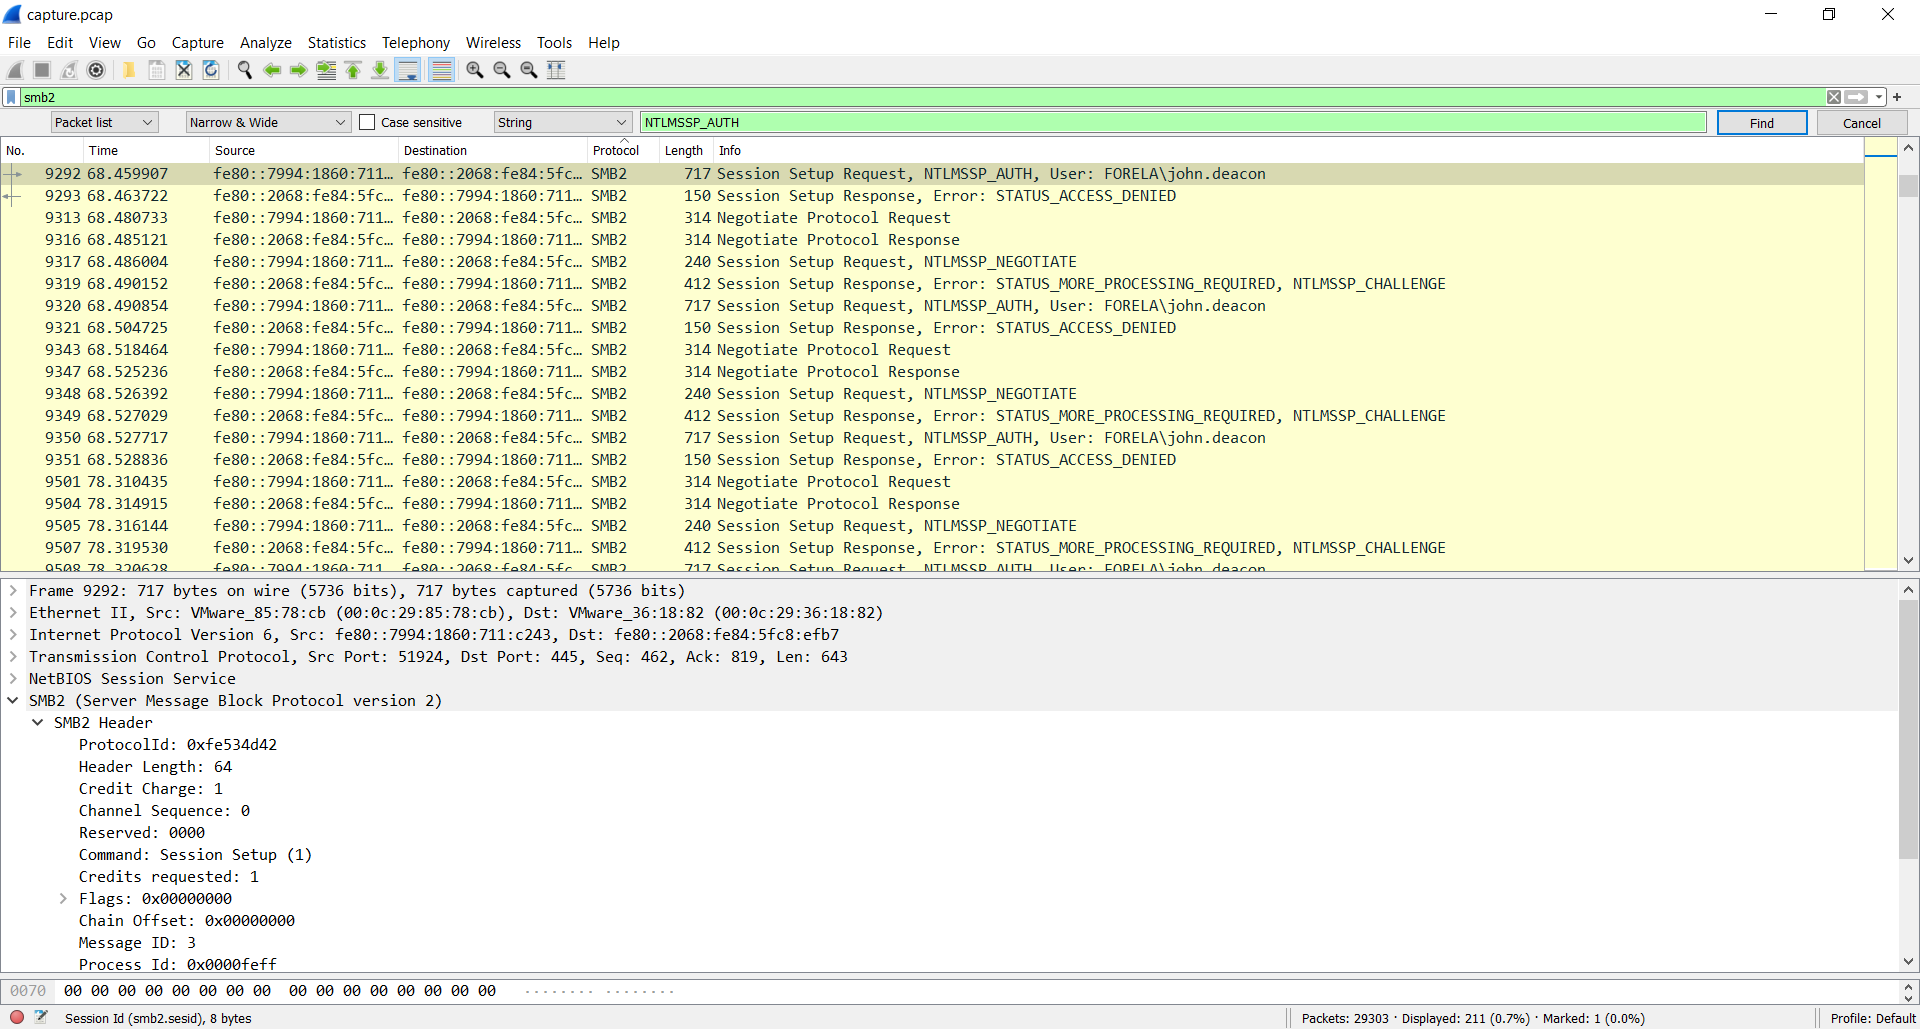 capture.pcap
File Edit View Go Capture Analyze Statistics Telephony Wireless Tools Help
smb2
Packet list Narrow & Wide Case sensitive String NTLMSSP_AUTH Find Cancel
No. Time Source Destination Protocol Length Info
9292 68.459907 fe80::7994:1860:711… fe80::2068:fe84:5fc… SMB2 717 Session Setup Request, NTLMSSP_AUTH, User: FORELA\john.deacon
9293 68.463722 fe80::2068:fe84:5fc… fe80::7994:1860:711… SMB2 150 Session Setup Response, Error: STATUS_ACCESS_DENIED
9313 68.480733 fe80::7994:1860:711… fe80::2068:fe84:5fc… SMB2 314 Negotiate Protocol Request
9316 68.485121 fe80::2068:fe84:5fc… fe80::7994:1860:711… SMB2 314 Negotiate Protocol Response
9317 68.486004 fe80::7994:1860:711… fe80::2068:fe84:5fc… SMB2 240 Session Setup Request, NTLMSSP_NEGOTIATE
9319 68.490152 fe80::2068:fe84:5fc… fe80::7994:1860:711… SMB2 412 Session Setup Response, Error: STATUS_MORE_PROCESSING_REQUIRED, NTLMSSP_CHALLENGE
9320 68.490854 fe80::7994:1860:711… fe80::2068:fe84:5fc… SMB2 717 Session Setup Request, NTLMSSP_AUTH, User: FORELA\john.deacon
9321 68.504725 fe80::2068:fe84:5fc… fe80::7994:1860:711… SMB2 150 Session Setup Response, Error: STATUS_ACCESS_DENIED
9343 68.518464 fe80::7994:1860:711… fe80::2068:fe84:5fc… SMB2 314 Negotiate Protocol Request
9347 68.525236 fe80::2068:fe84:5fc… fe80::7994:1860:711… SMB2 314 Negotiate Protocol Response
9348 68.526392 fe80::7994:1860:711… fe80::2068:fe84:5fc… SMB2 240 Session Setup Request, NTLMSSP_NEGOTIATE
9349 68.527029 fe80::2068:fe84:5fc… fe80::7994:1860:711… SMB2 412 Session Setup Response, Error: STATUS_MORE_PROCESSING_REQUIRED, NTLMSSP_CHALLENGE
9350 68.527717 fe80::7994:1860:711… fe80::2068:fe84:5fc… SMB2 717 Session Setup Request, NTLMSSP_AUTH, User: FORELA\john.deacon
9351 68.528836 fe80::2068:fe84:5fc… fe80::7994:1860:711… SMB2 150 Session Setup Response, Error: STATUS_ACCESS_DENIED
9501 78.310435 fe80::7994:1860:711… fe80::2068:fe84:5fc… SMB2 314 Negotiate Protocol Request
9504 78.314915 fe80::2068:fe84:5fc… fe80::7994:1860:711… SMB2 314 Negotiate Protocol Response
9505 78.316144 fe80::7994:1860:711… fe80::2068:fe84:5fc… SMB2 240 Session Setup Request, NTLMSSP_NEGOTIATE
9507 78.319530 fe80::2068:fe84:5fc… fe80::7994:1860:711… SMB2 412 Session Setup Response, Error: STATUS_MORE_PROCESSING_REQUIRED, NTLMSSP_CHALLENGE
9508 78.320628 fe80::7994:1860:711… fe80::2068:fe84:5fc… SMB2 717 Session Setup Request, NTLMSSP_AUTH, User: FORELA\john.deacon
Frame 9292: 717 bytes on wire (5736 bits), 717 bytes captured (5736 bits)
Ethernet II, Src: VMware_85:78:cb (00:0c:29:85:78:cb), Dst: VMware_36:18:82 (00:0c:29:36:18:82)
Internet Protocol Version 6, Src: fe80::7994:1860:711:c243, Dst: fe80::2068:fe84:5fc8:efb7
Transmission Control Protocol, Src Port: 51924, Dst Port: 445, Seq: 462, Ack: 819, Len: 643
NetBIOS Session Service
SMB2 (Server Message Block Protocol version 2)
SMB2 Header
ProtocolId: 0xfe534d42
Header Length: 64
Credit Charge: 1
Channel Sequence: 0
Reserved: 0000
Command: Session Setup (1)
Credits requested: 1
Flags: 0x00000000
Chain Offset: 0x00000000
Message ID: 3
Process Id: 0x0000feff
0070 00 00 00 00 00 00 00 00 00 00 00 00 00 00 00 00 ········ ········
Session Id (smb2.sesid), 8 bytes Packets: 29303 · Displayed: 211 (0.7%) · Marked: 1 (0.0%) Profile: Default